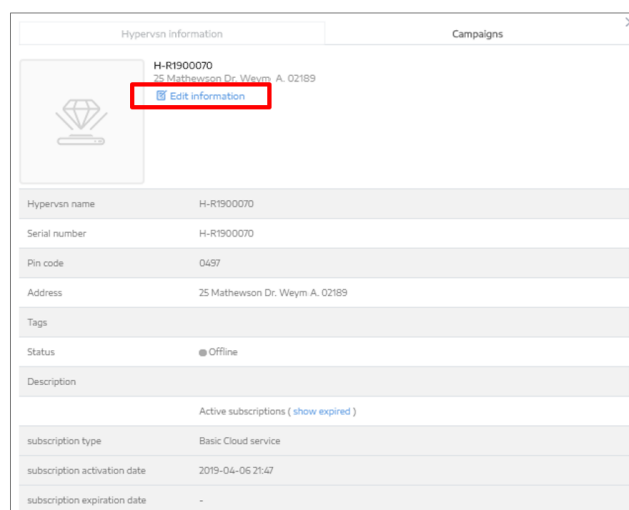 Hypervsn information Campaigns
H-R1900070
25 Mathewson Dr. Weym A. 02189
Edit information
Hypervsn name H-R1900070
Serial number H-R1900070
Pin code 0497
Address 25 Mathewson Dr. Weym A. 02189
Tags
Status Offline
Description
Active subscriptions ( show expired )
subscription type Basic Cloud service
subscription activation date 2019-04-06 21:47
subscription expiration date -